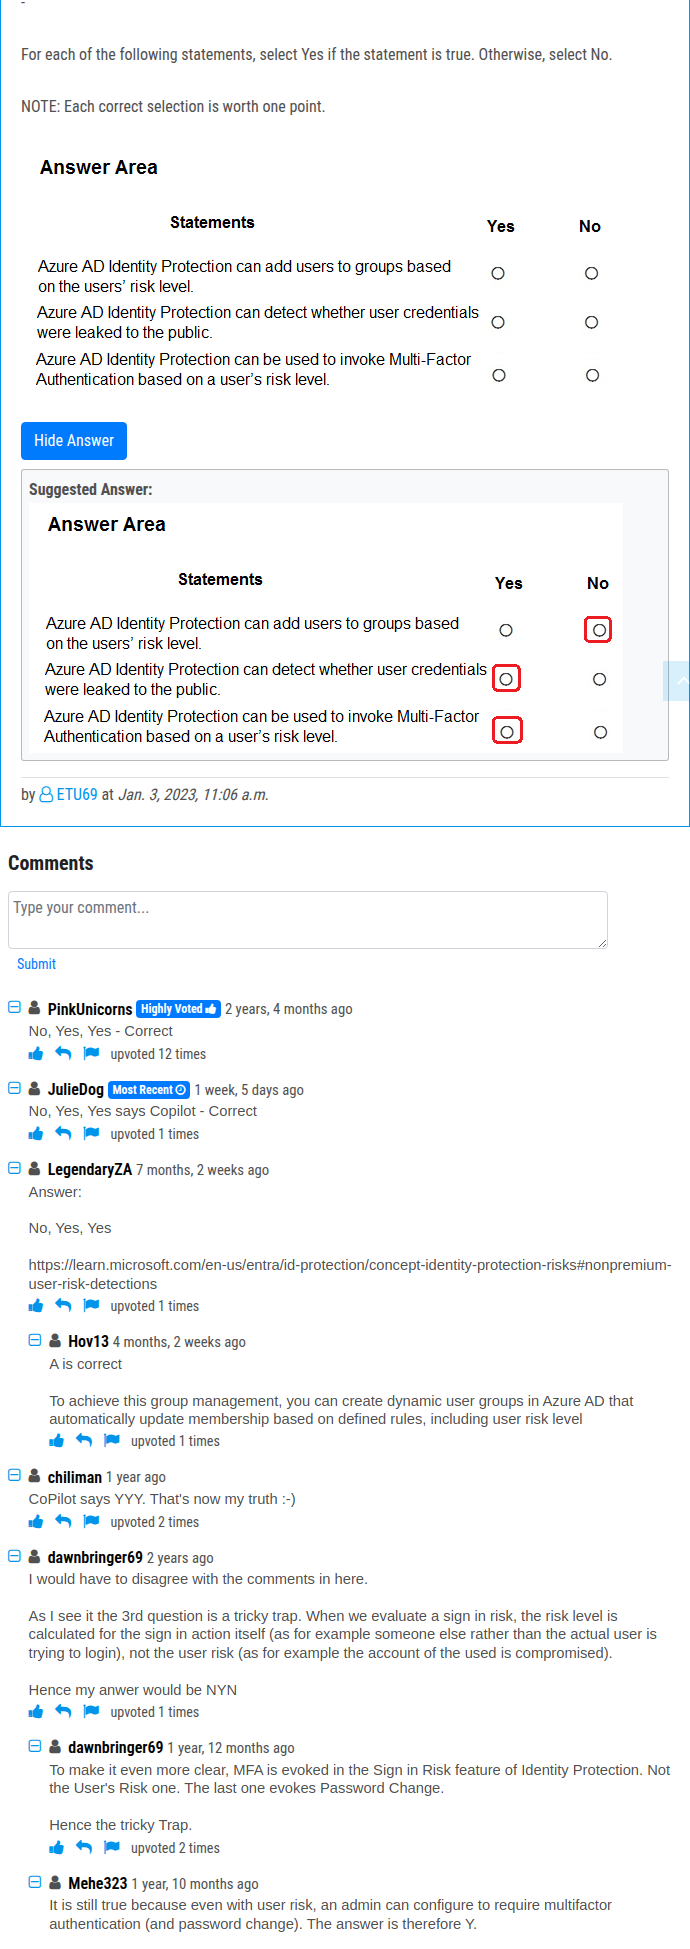 -
For each of the following statements, select Yes if the statement is true. Otherwise, select No.
NOTE: Each correct selection is worth one point.
Answer Area
Statements Yes No
Azure AD Identity Protection can add users to groups based
on the users' risk level.
Azure AD Identity Protection can detect whether user credentials
were leaked to the public.
Azure AD Identity Protection can be used to invoke Multi-Factor
Authentication based on a user's risk level.
Hide Answer
Suggested Answer:
Answer Area
Statements Yes No
Azure AD Identity Protection can add users to groups based
on the users' risk level.
Azure AD Identity Protection can detect whether user credentials
were leaked to the public.
Azure AD Identity Protection can be used to invoke Multi-Factor
Authentication based on a user's risk level.
by ETU69 at Jan. 3, 2023, 11:06 a.m.
Comments
Type your comment...
Submit
PinkUnicorns Highly Voted 2 years, 4 months ago
No, Yes, Yes - Correct
upvoted 12 times
JulieDog Most Recent 1 week, 5 days ago
No, Yes, Yes says Copilot - Correct
upvoted 1 times
LegendaryZA 7 months, 2 weeks ago
Answer:
No, Yes, Yes
https://learn.microsoft.com/en-us/entra/id-protection/concept-identity-protection-risks#nonpremium-
user-risk-detections
upvoted 1 times
Hov13 4 months, 2 weeks ago
A is correct
To achieve this group management, you can create dynamic user groups in Azure AD that
automatically update membership based on defined rules, including user risk level
upvoted 1 times
chiliman 1 year ago
CoPilot says YYY. That's now my truth :-)
upvoted 2 times
dawnbringer69 2 years ago
I would have to disagree with the comments in here.
As I see it the 3rd question is a tricky trap. When we evaluate a sign in risk, the risk level is
calculated for the sign in action itself (as for example someone else rather than the actual user is
trying to login), not the user risk (as for example the account of the used is compromised).
Hence my anwer would be NYN
upvoted 1 times
dawnbringer69 1 year, 12 months ago
To make it even more clear, MFA is evoked in the Sign in Risk feature of Identity Protection. Not
the User's Risk one. The last one evokes Password Change.
Hence the tricky Trap.
upvoted 2 times
Mehe323 1 year, 10 months ago
It is still true because even with user risk, an admin can configure to require multifactor
authentication (and password change). The answer is therefore Y.